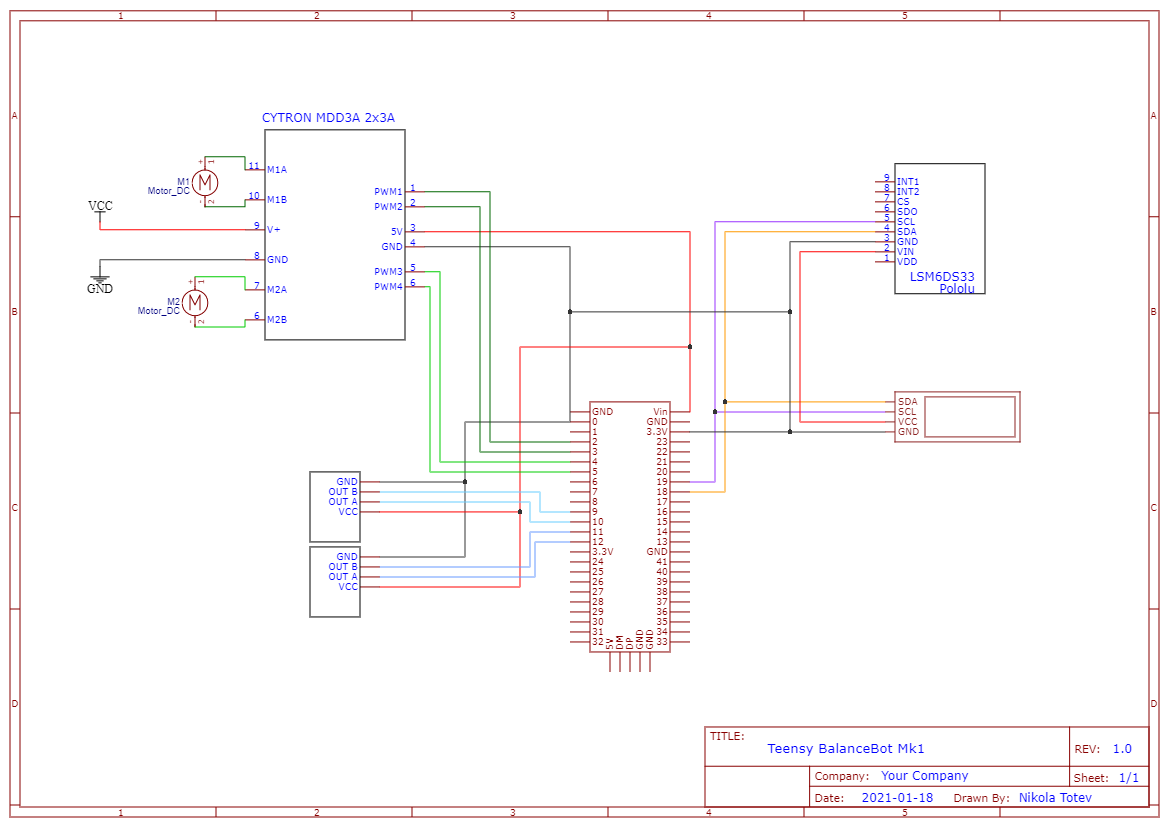 1 2 3 4 5
A A
B B
C C
D D
1 2 3 4 5
CYTRON MDD3A 2x3A
11 M1A
10 M1B
9 V+
8 GND
7 M2A
6 M2B
PWM1 1
PWM2 2
5V 3
GND 4
PWM3 5
PWM4 6
M1
Motor_DC
+ 1
- 2
VCC
GND
M2
Motor_DC
+ 1
- 2
9 INT1
8 INT2
7 CS
6 SDO
5 SCL
4 SDA
3 GND
2 VIN
1 VDD
LSM6DS33
Pololu
SDA
SCL
VCC
GND
GND
OUT B
OUT A
VCC
GND
OUT B
OUT A
VCC
GND Vin
0 GND
1 3.3V
2 23
3 22
4 21
5 20
6 19
7 18
8 17
9 16
10 15
11 14
12 13
3.3V GND
24 41
25 40
26 39
27 38
28 37
29 36
30 35
31 34
32 33
5V DM DP GND GND
TITLE:
Teensy BalanceBot Mk1
REV: 1.0
Company: Your Company
Sheet: 1/1
Date: 2021-01-18 Drawn By: Nikola Totev